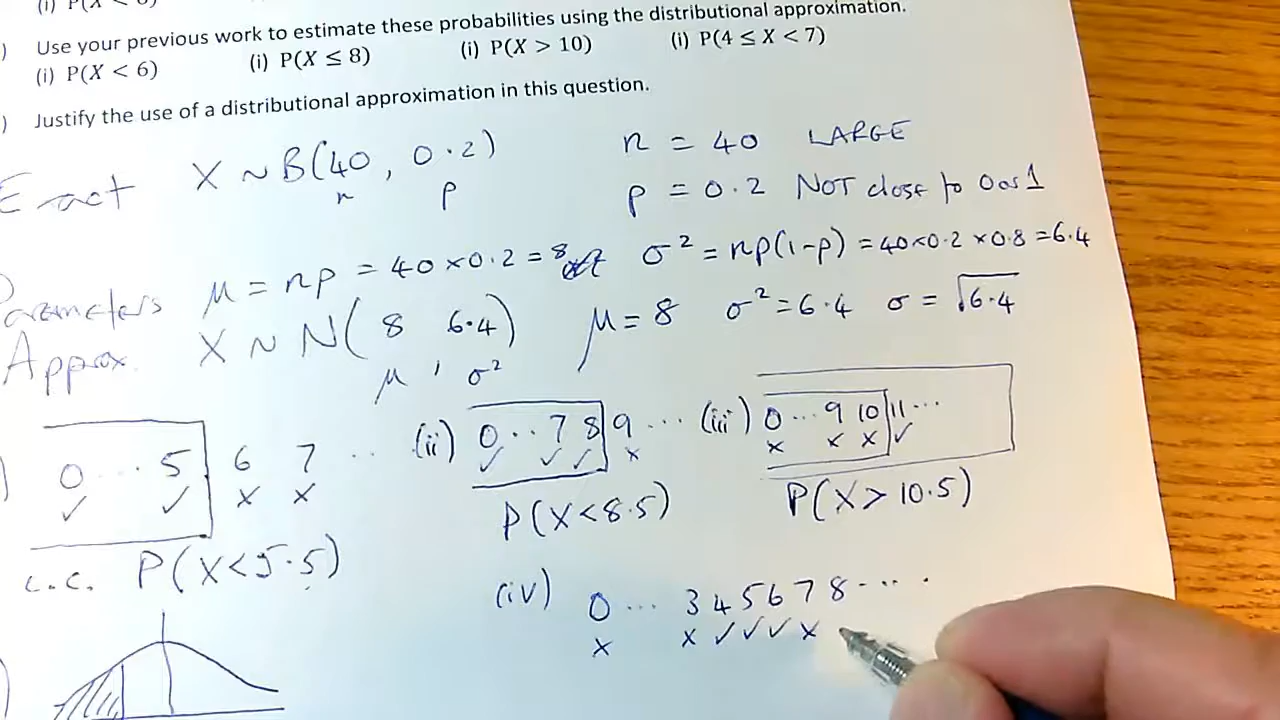 (i) P(X < 6)
) Use your previous work to estimate these probabilities using the distributional approximation.
(i) P(X < 6) (i) P(X ≤ 8) (i) P(X > 10) (i) P(4 ≤ X < 7)
) Justify the use of a distributional approximation in this question.
Exact X ~ B(40, 0.2) n = 40 LARGE
n p p = 0.2 NOT close to 0 or 1
Parameters μ = np = 40×0.2 = 8 σ² = np(1-p) = 40×0.2×0.8 = 6.4
Approx. X ~ N( 8 6.4) μ = 8 σ² = 6.4 σ = √6.4
μ , σ²
) 0 ... 5 6 7 .. (ii) 0 .. 7 8 9 ... (iii) 0 ... 9 10 11 ...
✓ ✓ x x ✓ ✓ ✓ x x x x ✓
c.c. P(X<5.5) P(X<8.5) P(X>10.5)
(iv) 0 ... 3 4 5 6 7 8 ... .
x x ✓ ✓ ✓ x
)